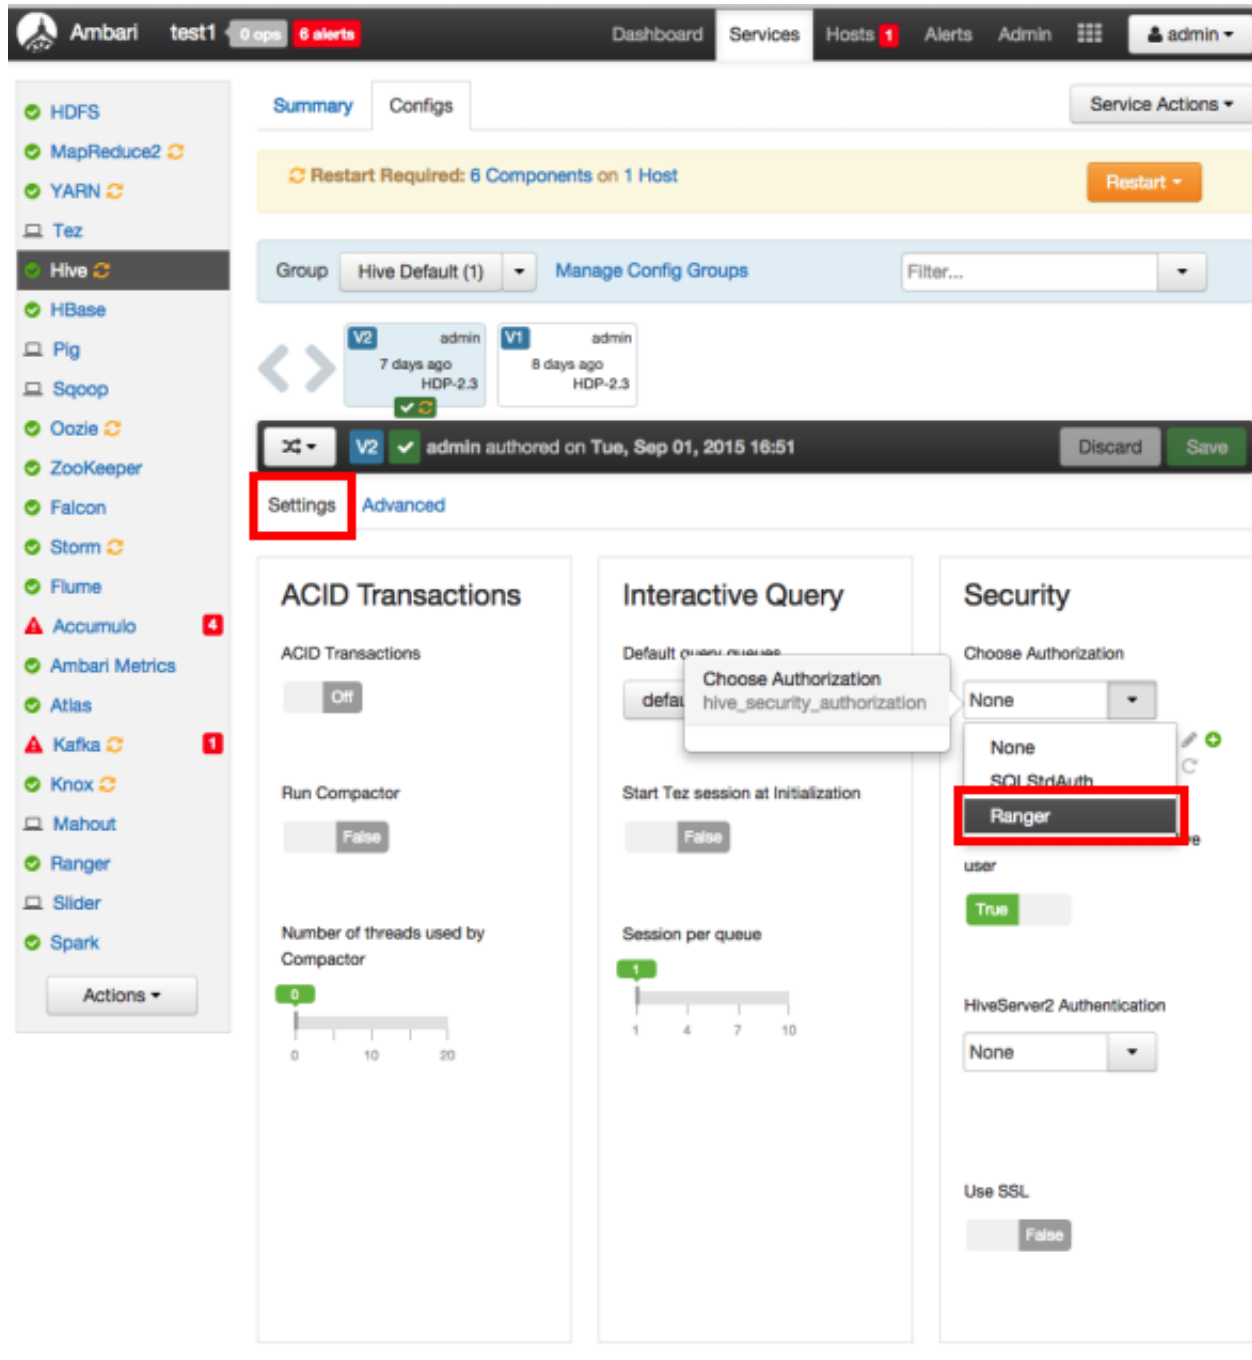 Ambari test1 0 ops 6 alerts Dashboard Services Hosts 1 Alerts Admin admin
HDFS
MapReduce2
YARN
Tez
Hive
HBase
Pig
Sqoop
Oozie
ZooKeeper
Falcon
Storm
Flume
Accumulo 4
Ambari Metrics
Atlas
Kafka 1
Knox
Mahout
Ranger
Slider
Spark
Actions
Summary Configs Service Actions
Restart Required: 6 Components on 1 Host Restart
Group Hive Default (1) Manage Config Groups Filter...
V2 admin
7 days ago
HDP-2.3
V1 admin
8 days ago
HDP-2.3
V2 admin authored on Tue, Sep 01, 2015 16:51 Discard Save
Settings Advanced
ACID Transactions
ACID Transactions
Off
Run Compactor
False
Number of threads used by
Compactor
0
0 10 20
Interactive Query
Default query queues
defau
Choose Authorization
hive_security_authorization
Start Tez session at Initialization
False
Session per queue
1
1 4 7 10
Security
Choose Authorization
None
None
SQLStdAuth
Ranger
user
True
HiveServer2 Authentication
None
Use SSL
False